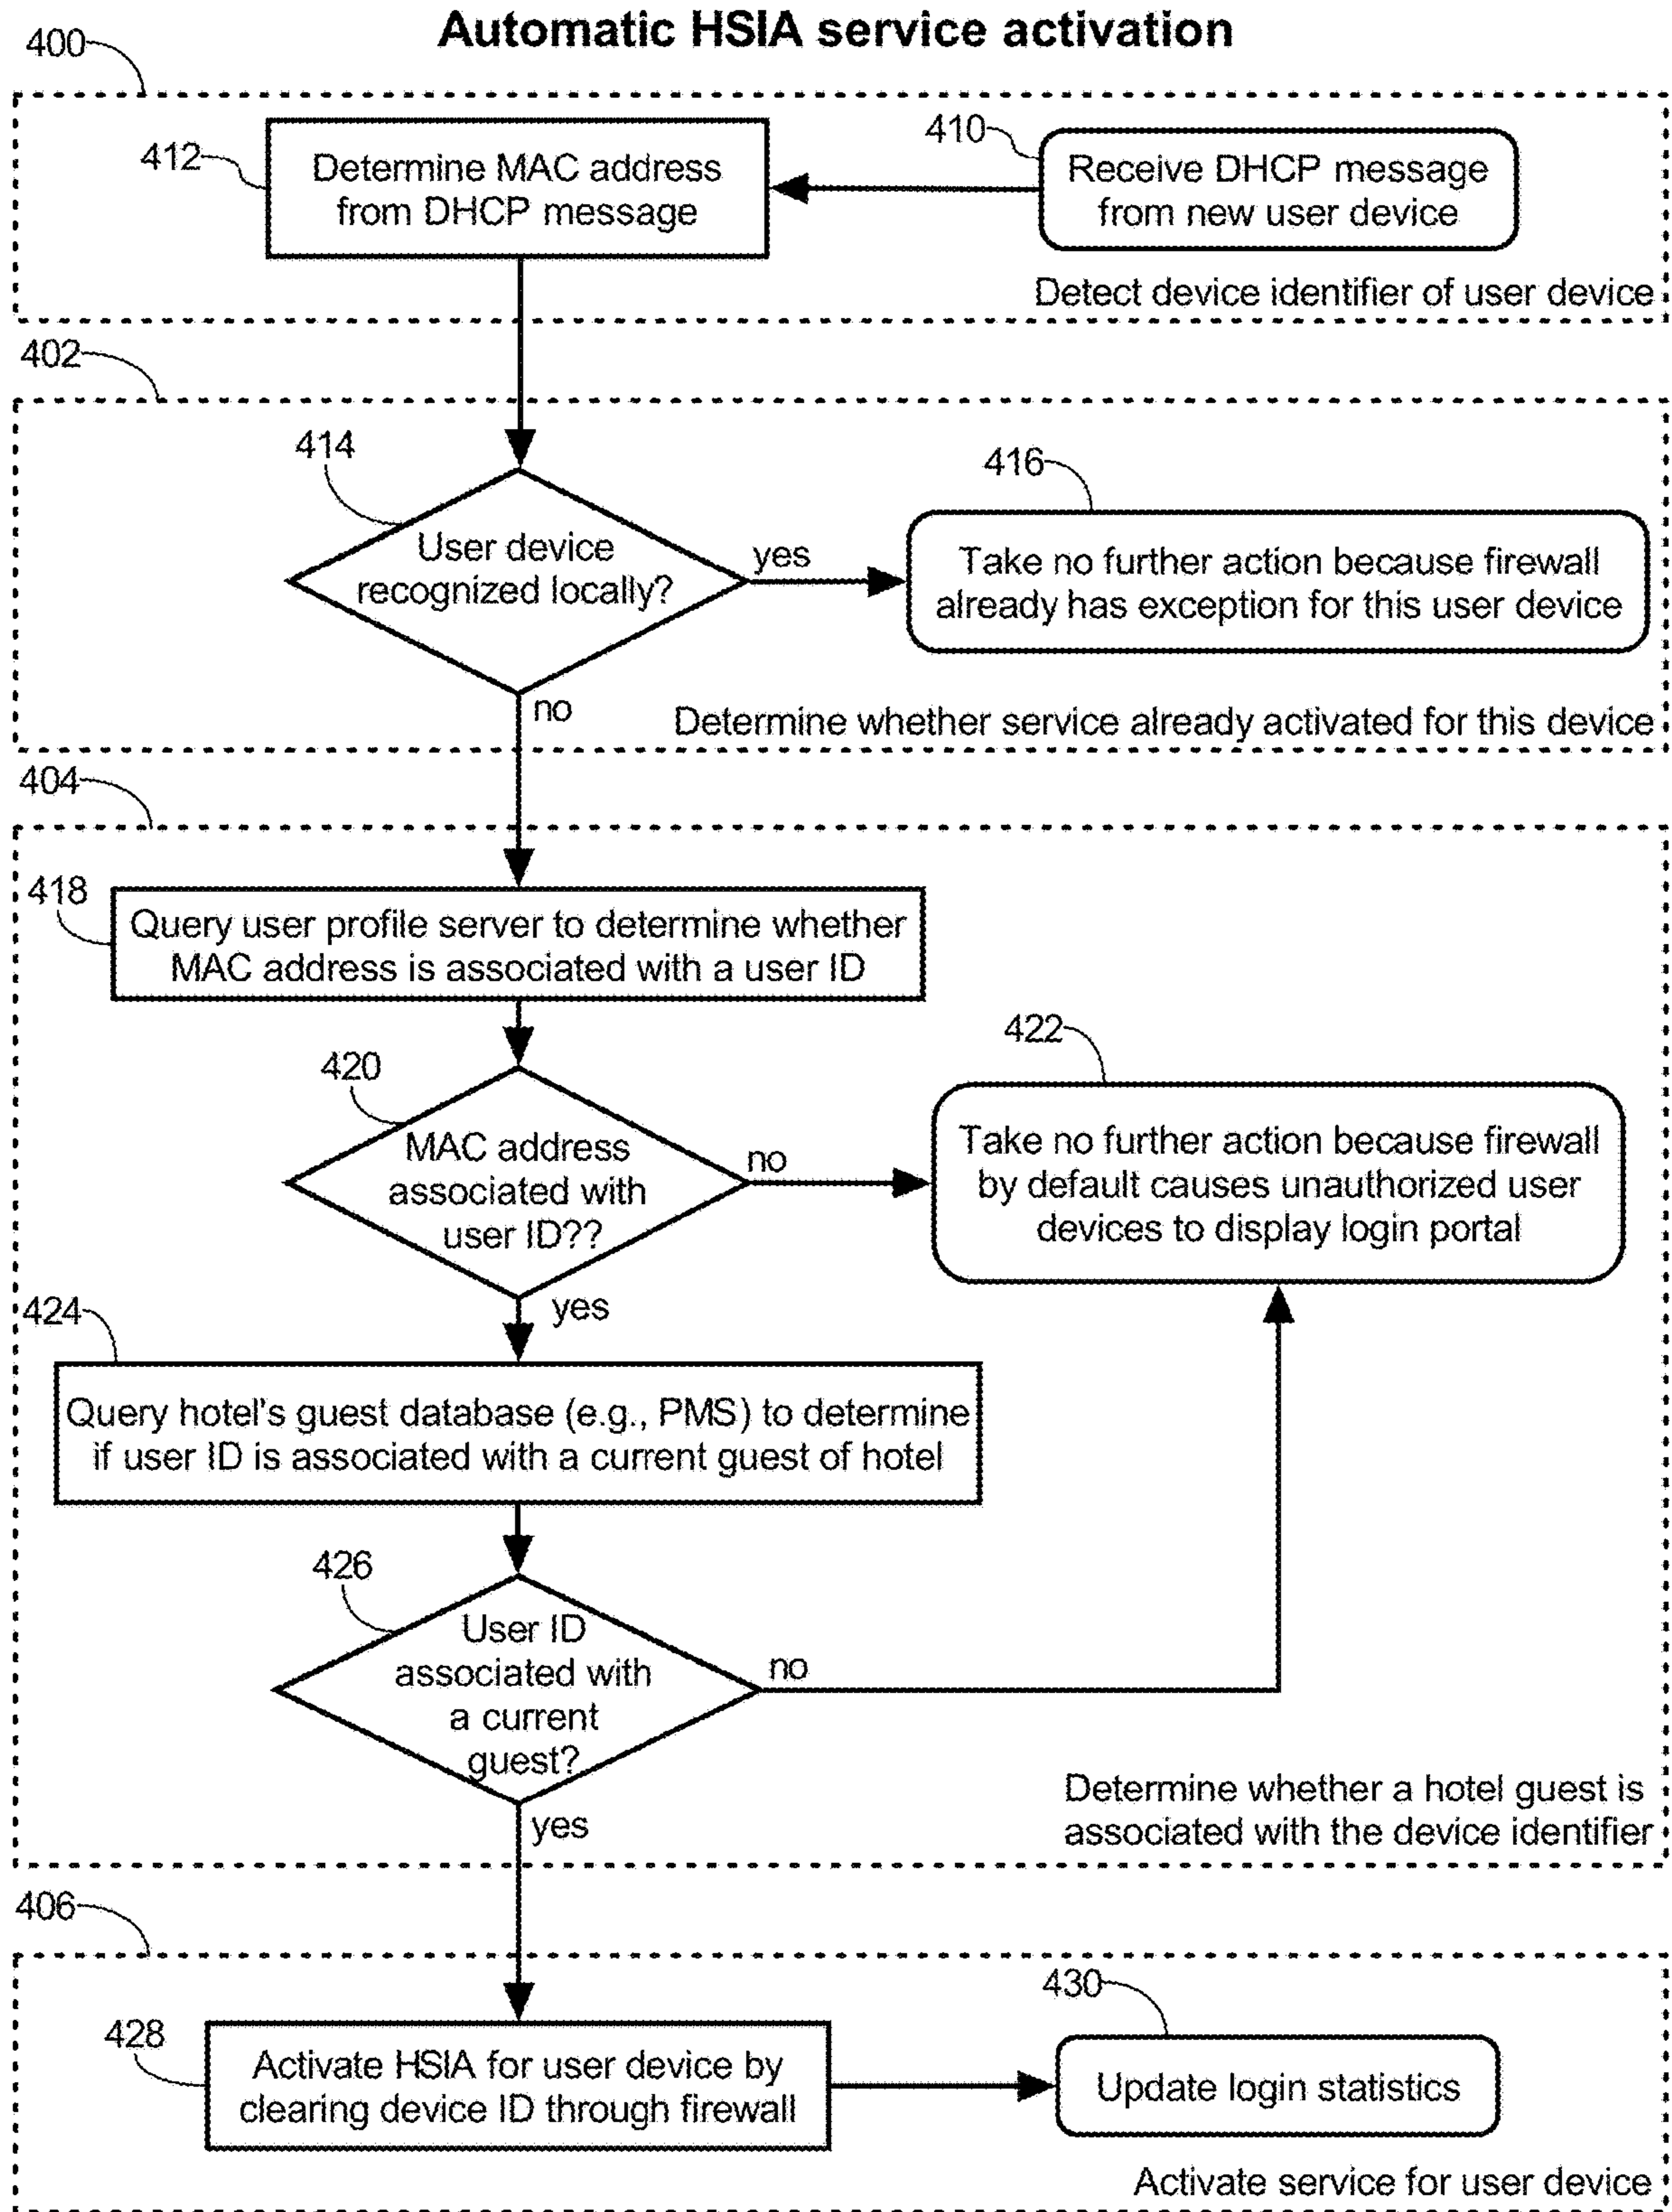 Automatic HSIA service activation
400
412
Determine MAC address
from DHCP message
410
Receive DHCP message
from new user device
Detect device identifier of user device
402
414
User device
recognized locally?
yes
416
Take no further action because firewall
already has exception for this user device
no
Determine whether service already activated for this device
404
418
Query user profile server to determine whether
MAC address is associated with a user ID
420
MAC address
associated with
user ID??
no
422
Take no further action because firewall
by default causes unauthorized user
devices to display login portal
yes
424
Query hotel's guest database (e.g., PMS) to determine
if user ID is associated with a current guest of hotel
426
User ID
associated with
a current
guest?
no
yes
Determine whether a hotel guest is
associated with the device identifier
406
428
Activate HSIA for user device by
clearing device ID through firewall
430
Update login statistics
Activate service for user device